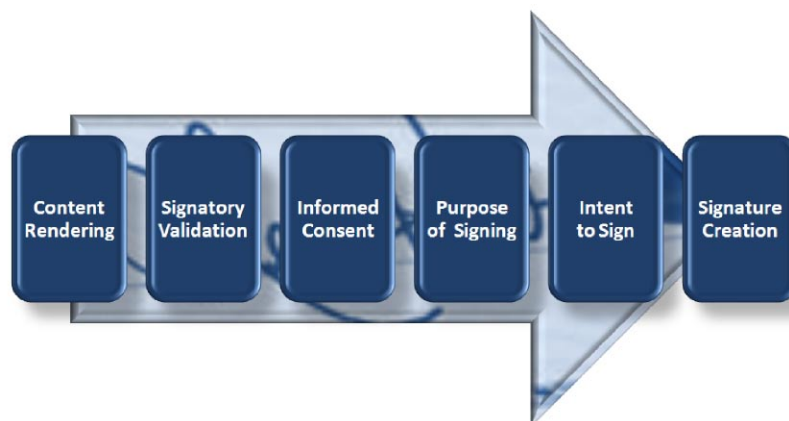 Content
Rendering
Signatory
Validation
Informed
Consent
Purpose
of Signing
Intent
to Sign
Signature
Creation